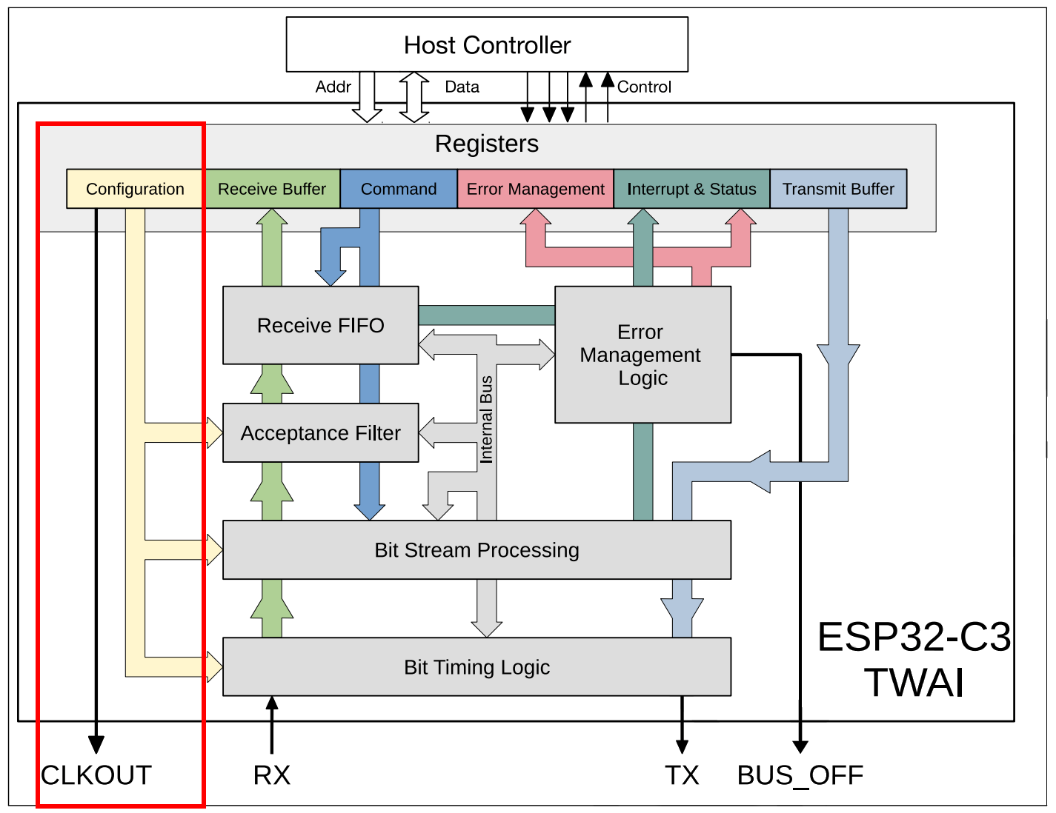 Host Controller
Addr
Data
Control
Registers
Configuration
Receive Buffer
Command
Error Management
Interrupt & Status
Transmit Buffer
Receive FIFO
Error
Management
Logic
Internal Bus
Acceptance Filter
Bit Stream Processing
Bit Timing Logic
ESP32-C3
TWAI
CLKOUT
RX
TX
BUS_OFF